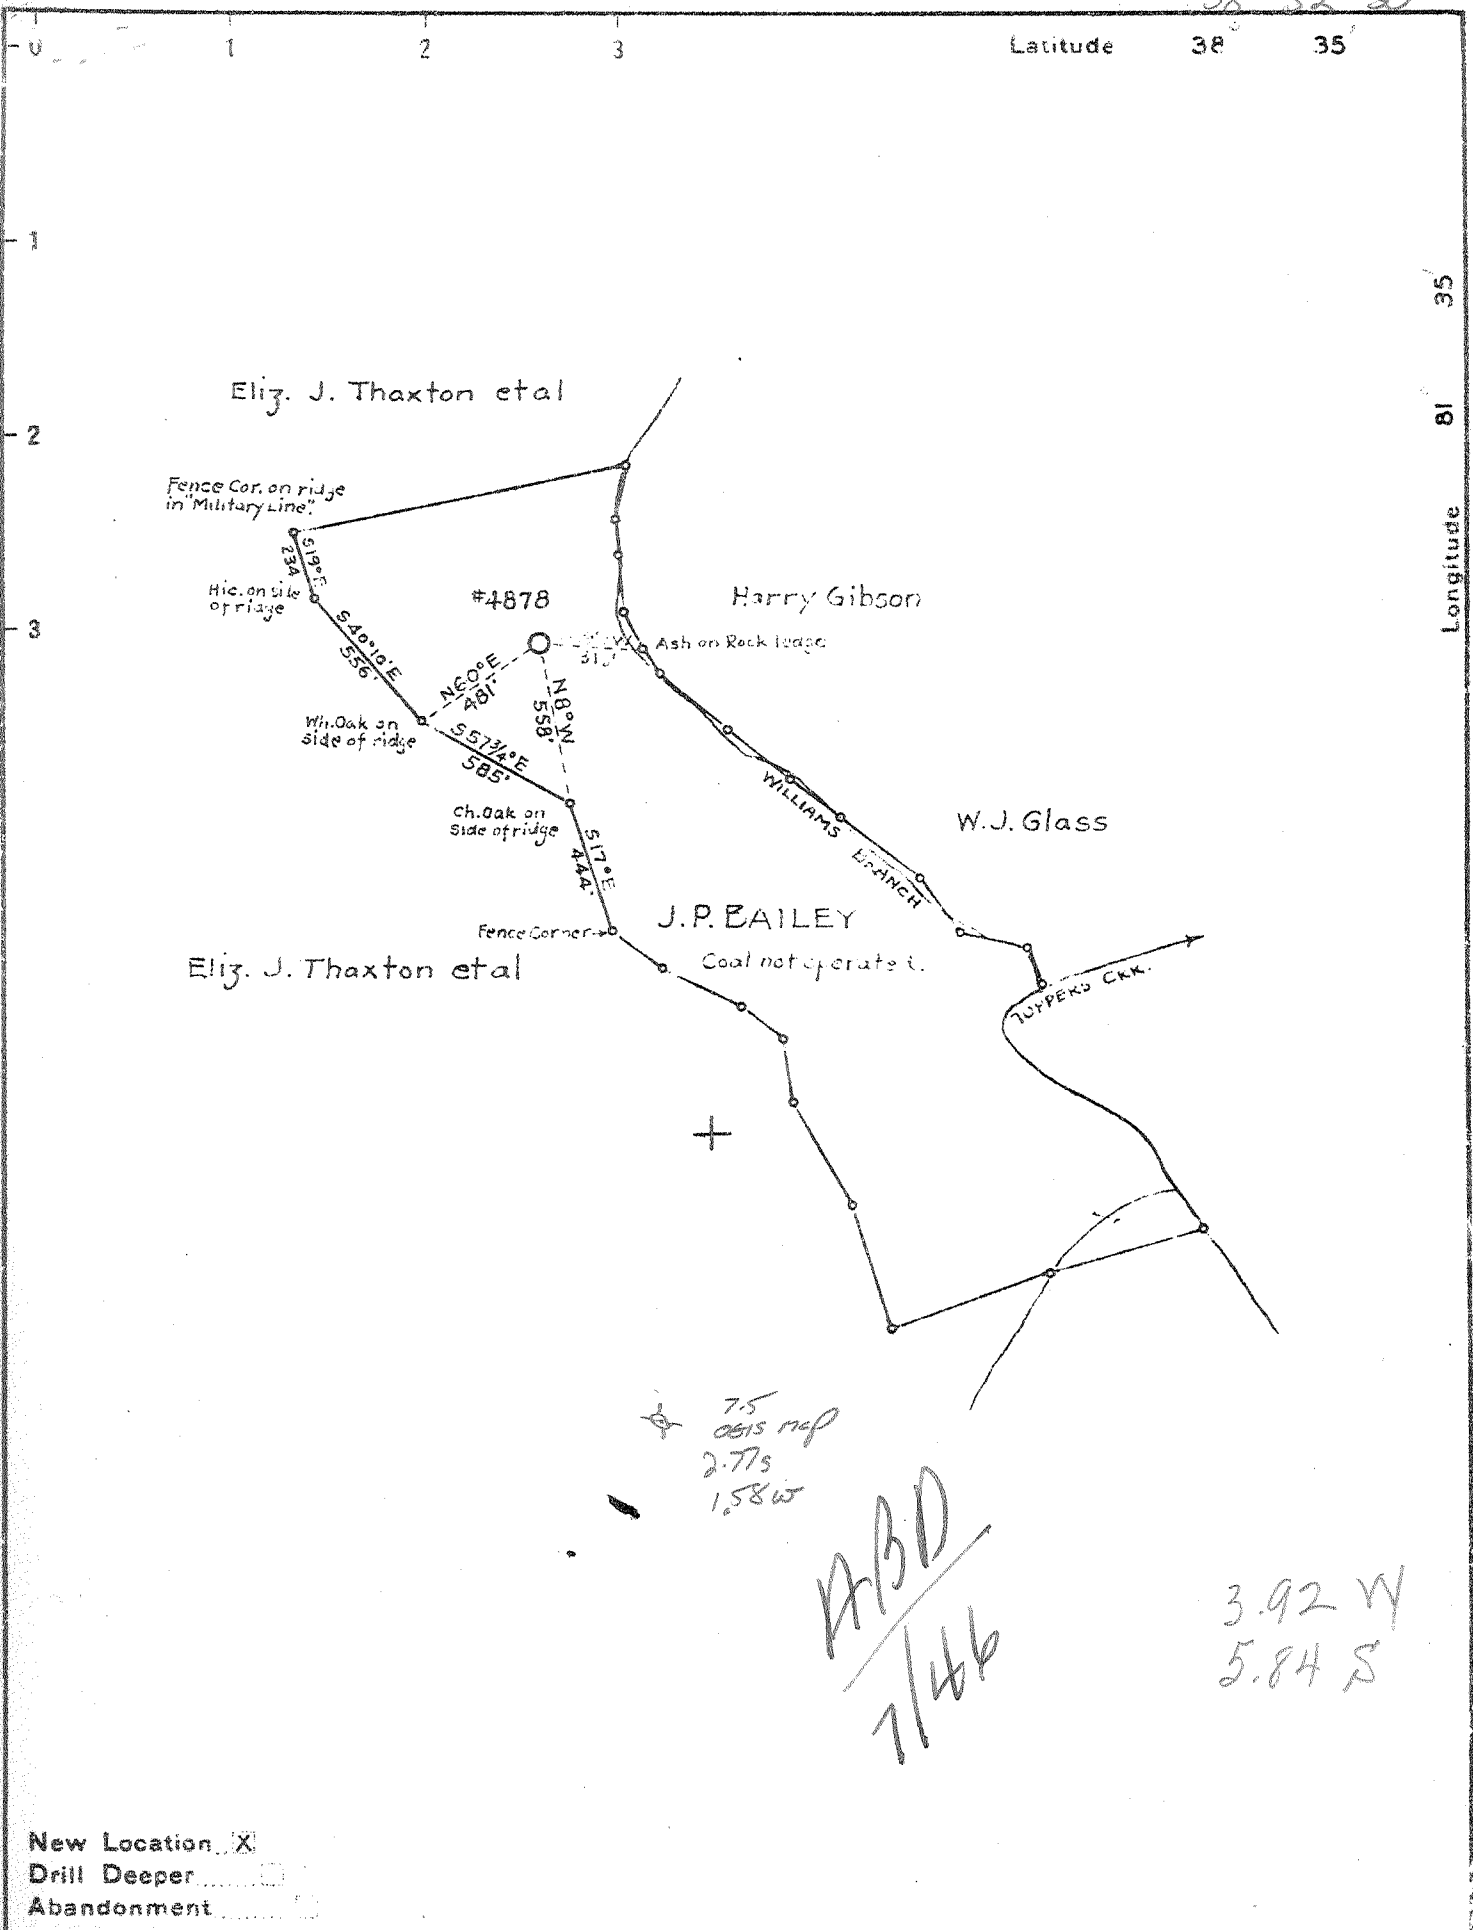 0 1 2 3 Latitude 38° 35'
1
2
3
Longitude 81 35'
Eliz. J. Thaxton etal
Fence Cor. on ridge
in "Military Line".
S19°E
234
Hic. on side
of ridge
S40°10'E
556'
#4878
Harry Gibson
Ash on Rock ledge
N60°E
481'
N8°W
558'
Wh. Oak on
side of ridge
S57¾°E
585'
Ch. Oak on
side of ridge
WILLIAMS BRANCH
W.J. Glass
S17°E
444'
J.P. BAILEY
Fence Corner
Coal not operated.
Eliz. J. Thaxton etal
TUPPERS CRK.
7.5
map
2.77s
1.58w
ABD
7/46
3.92 W
5.84 S
New Location X
Drill Deeper
Abandonment